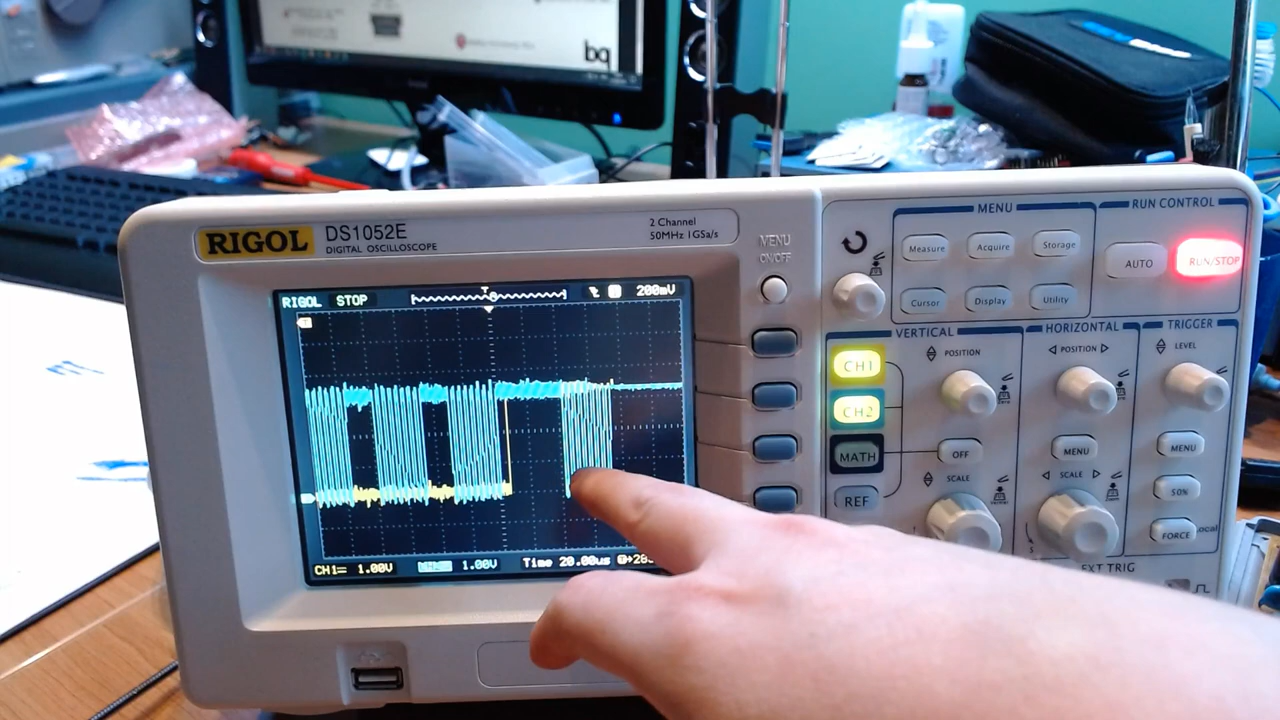 bq
RIGOL
DS1052E
DIGITAL OSCILLOSCOPE
2 Channel
50MHz 1GSa/s
MENU
ON/OFF
RIGOL STOP
T
200mV
CH1= 1.00V
1.00V
Time 20.00us
MENU
Measure
Acquire
Storage
Cursor
Display
Utility
RUN CONTROL
AUTO
RUN/STOP
VERTICAL
CH1
CH2
MATH
REF
POSITION
OFF
SCALE
HORIZONTAL
POSITION
MENU
SCALE
TRIGGER
LEVEL
MENU
50%
FORCE
EXT TRIG